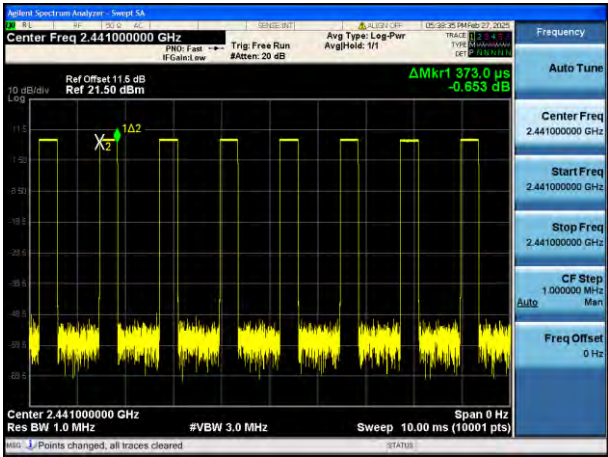 Agilent Spectrum Analyzer - Swept SA
RL RF 50 Ω AC SENSE:INT ALIGN OFF 05:38:35 PM Feb 27, 2025
Center Freq 2.441000000 GHz
PNO: Fast
IFGain:Low
Trig: Free Run
#Atten: 20 dB
Avg Type: Log-Pwr
Avg|Hold: 1/1
TRACE 1 2 3 4 5 6
TYPE
DET P N N N N N
Ref Offset 11.5 dB
Ref 21.50 dBm
10 dB/div
Log
ΔMkr1 373.0 µs
-0.653 dB
11.5
1.50
-8.50
-18.5
-28.5
-38.5
-48.5
-58.5
-68.5
1Δ2
X2
Center 2.441000000 GHz
Res BW 1.0 MHz
#VBW 3.0 MHz
Span 0 Hz
Sweep 10.00 ms (10001 pts)
MSG Points changed; all traces cleared
STATUS
Frequency
Auto Tune
Center Freq
2.441000000 GHz
Start Freq
2.441000000 GHz
Stop Freq
2.441000000 GHz
CF Step
1.000000 MHz
Auto Man
Freq Offset
0 Hz